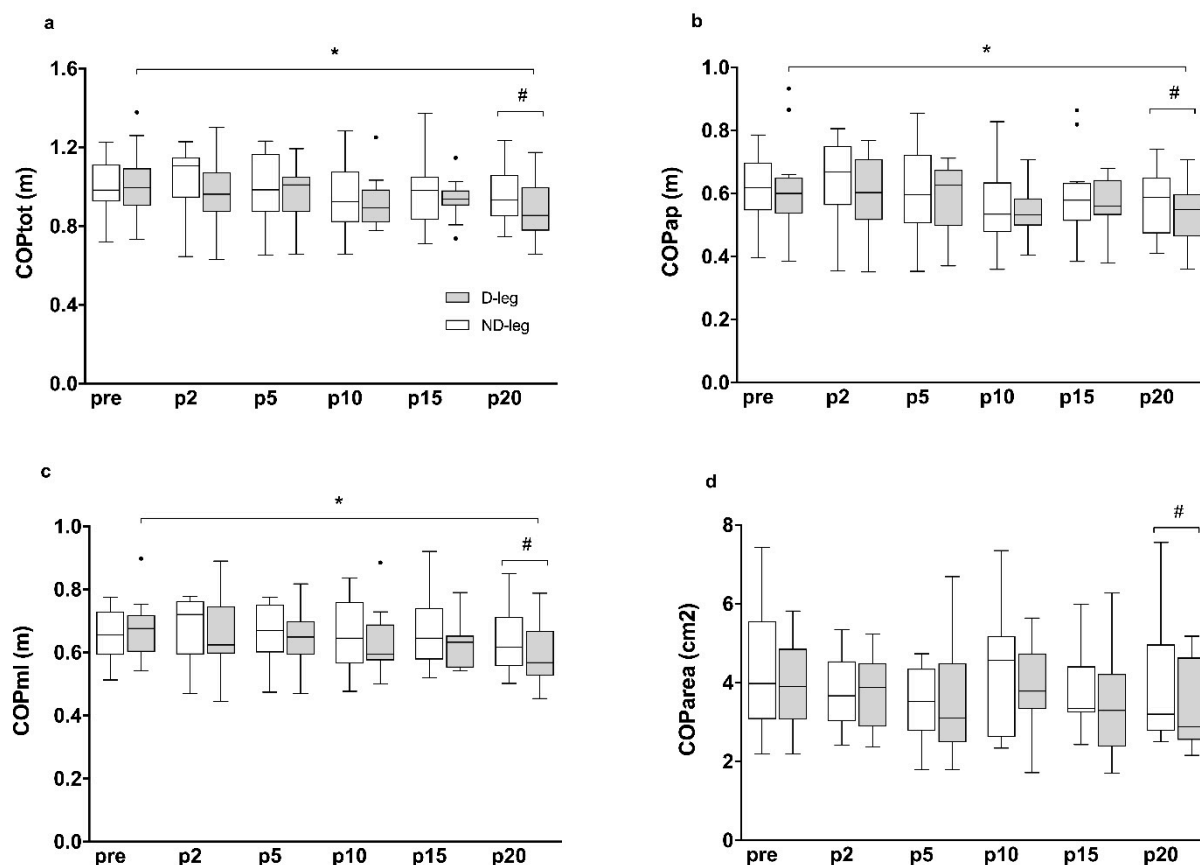 a
*
#
1.6
1.2
0.8
0.4
0.0
COPtot (m)
D-leg
ND-leg
pre p2 p5 p10 p15 p20
b
*
#
1.0
0.8
0.6
0.4
0.2
0.0
COPap (m)
pre p2 p5 p10 p15 p20
c
*
#
1.0
0.8
0.6
0.4
0.2
0.0
COPml (m)
pre p2 p5 p10 p15 p20
d
#
8
6
4
2
0
COParea (cm2)
pre p2 p5 p10 p15 p20